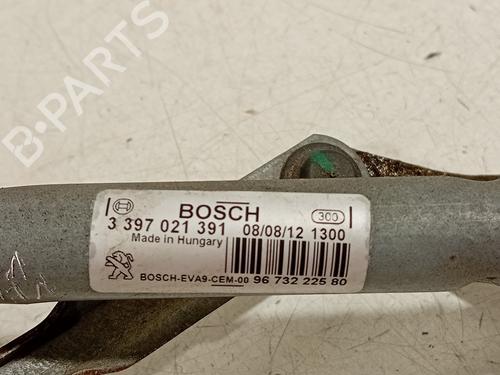 B-PARTS
BOSCH 300
3 397 021 391 08/08/12 1300
Made in Hungary
BOSCH-EVA9-CEM-00 96 732 225 80